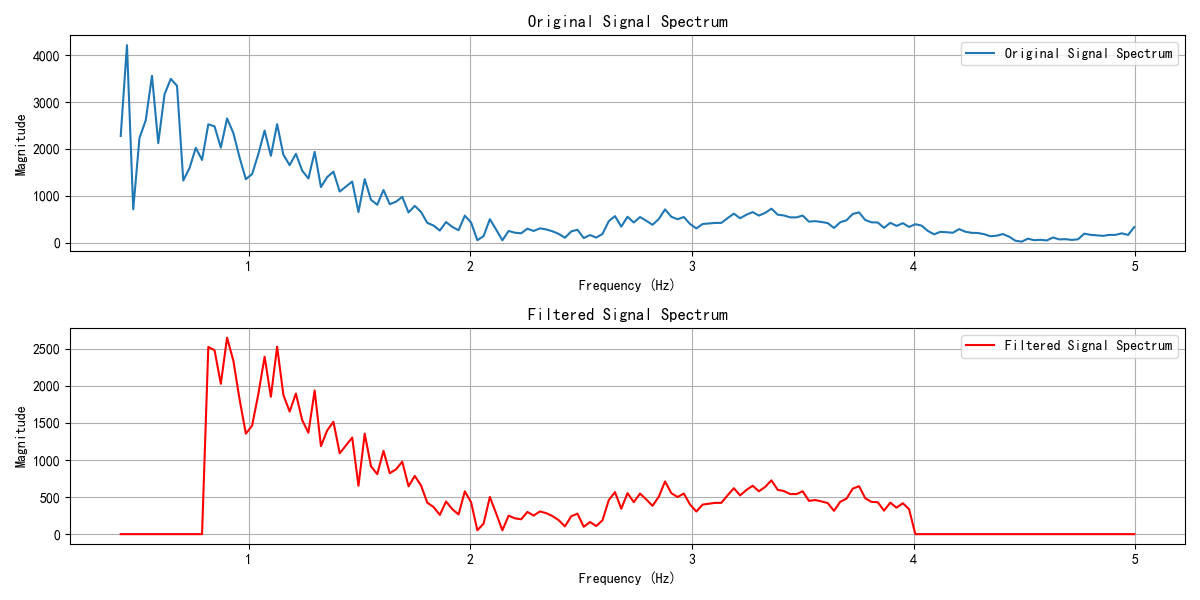 Original Signal Spectrum
Original Signal Spectrum
Magnitude
4000
3000
2000
1000
0
1 2 3 4 5
Frequency (Hz)
Filtered Signal Spectrum
Filtered Signal Spectrum
Magnitude
2500
2000
1500
1000
500
0
1 2 3 4 5
Frequency (Hz)